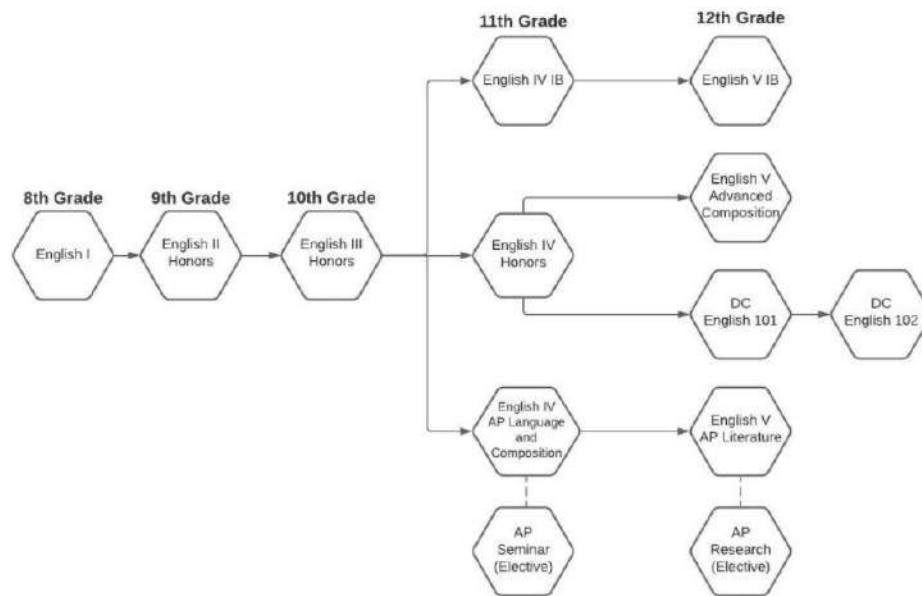 11th Grade
12th Grade
English IV IB
English V IB
8th Grade
9th Grade
10th Grade
English I
English II
Honors
English III
Honors
English IV
Honors
English V
Advanced
Composition
DC
English 101
DC
English 102
English IV
AP Language
and
Composition
English V
AP Literature
AP
Seminar
(Elective)
AP
Research
(Elective)